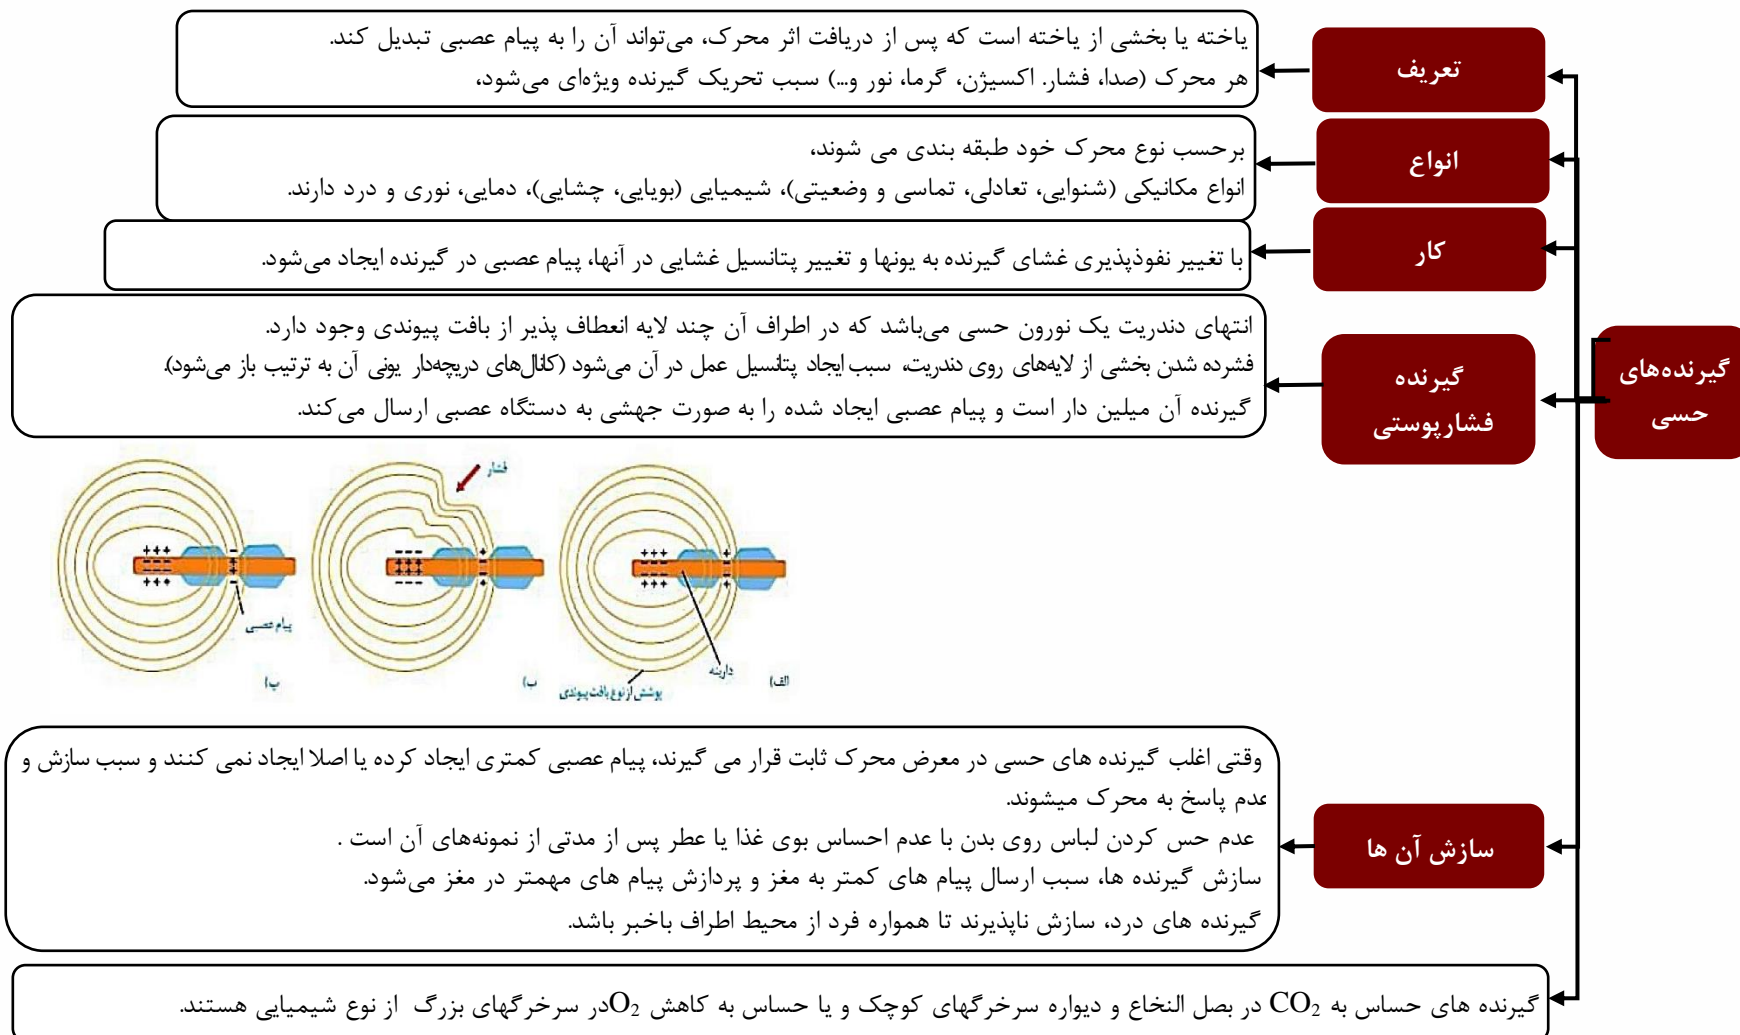 گیرنده‌های
حسی
تعریف
یاخته یا بخشی از یاخته است که پس از دریافت اثر محرک، می‌تواند آن را به پیام عصبی تبدیل کند.
هر محرک (صدا، فشار. اکسیژن، گرما، نور و...) سبب تحریک گیرنده ویژه‌ای می‌شود،
انواع
برحسب نوع محرک خود طبقه بندی می شوند،
انواع مکانیکی (شنوایی، تعادلی، تماسی و وضعیتی)، شیمیایی (بویایی، چشایی)، دمایی، نوری و درد دارند.
کار
با تغییر نفوذپذیری غشای گیرنده به یونها و تغییر پتانسیل غشایی در آنها، پیام عصبی در گیرنده ایجاد می‌شود.
گیرنده
فشارپوستی
انتهای دندریت یک نورون حسی می‌باشد که در اطراف آن چند لایه انعطاف پذیر از بافت پیوندی وجود دارد.
فشرده شدن بخشی از لایه‌های روی دندریت، سبب ایجاد پتانسیل عمل در آن می‌شود (کانال‌های دریچه‌دار یونی آن به ترتیب باز می‌شود).
گیرنده آن میلین دار است و پیام عصبی ایجاد شده را به صورت جهشی به دستگاه عصبی ارسال می‌کند.
فشار
+++ −
--- +
+++ −
--- +
+++ −
--- +
+++ +
--- −
+++ +
پیام عصبی
دارینه
پوشش از نوع بافت پیوندی
الف)
ب)
پ)
سازش آن ها
وقتی اغلب گیرنده های حسی در معرض محرک ثابت قرار می گیرند، پیام عصبی کمتری ایجاد کرده یا اصلا ایجاد نمی کنند و سبب سازش و
عدم پاسخ به محرک میشوند.
عدم حس کردن لباس روی بدن با عدم احساس بوی غذا یا عطر پس از مدتی از نمونه‌های آن است .
سازش گیرنده ها، سبب ارسال پیام های کمتر به مغز و پردازش پیام های مهمتر در مغز می‌شود.
گیرنده های درد، سازش ناپذیرند تا همواره فرد از محیط اطراف باخبر باشد.
گیرنده های حساس به CO₂ در بصل النخاع و دیواره سرخرگهای کوچک و یا حساس به کاهش O₂در سرخرگهای بزرگ از نوع شیمیایی هستند.